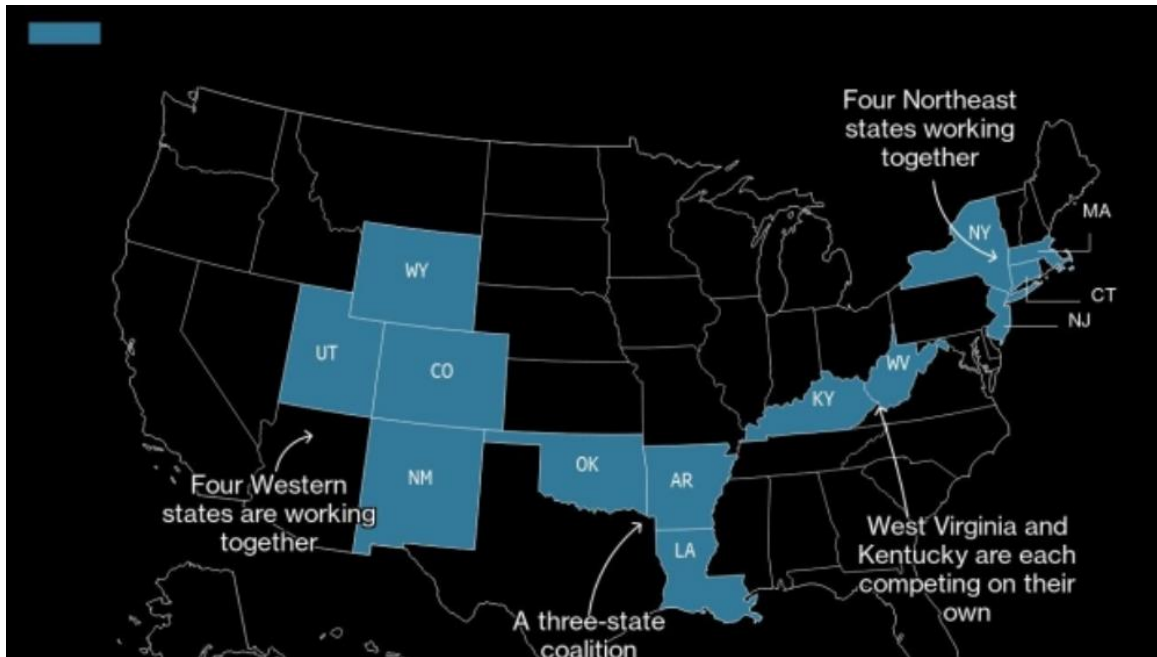 Four Northeast
states working
together
MA
NY
CT
NJ
WY
UT
CO
WV
KY
OK
NM
AR
LA
Four Western
states are working
together
West Virginia and
Kentucky are each
competing on their
own
A three-state
coalition